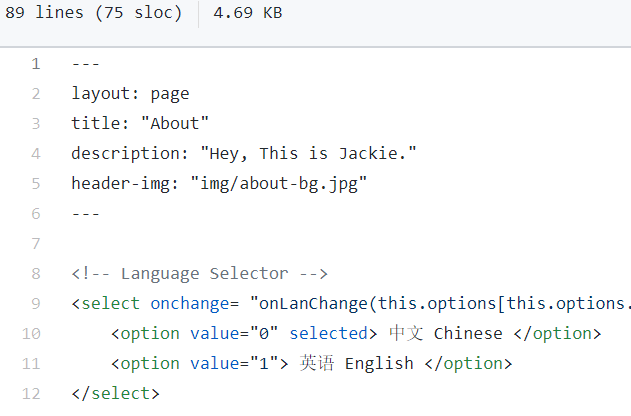 89 lines (75 sloc) 4.69 KB
1 ---
2 layout: page
3 title: "About"
4 description: "Hey, This is Jackie."
5 header-img: "img/about-bg.jpg"
6 ---
7
8 <!-- Language Selector -->
9 <select onchange= "onLanChange(this.options[this.options.
10 <option value="0" selected> 中文 Chinese </option>
11 <option value="1"> 英语 English </option>
12 </select>